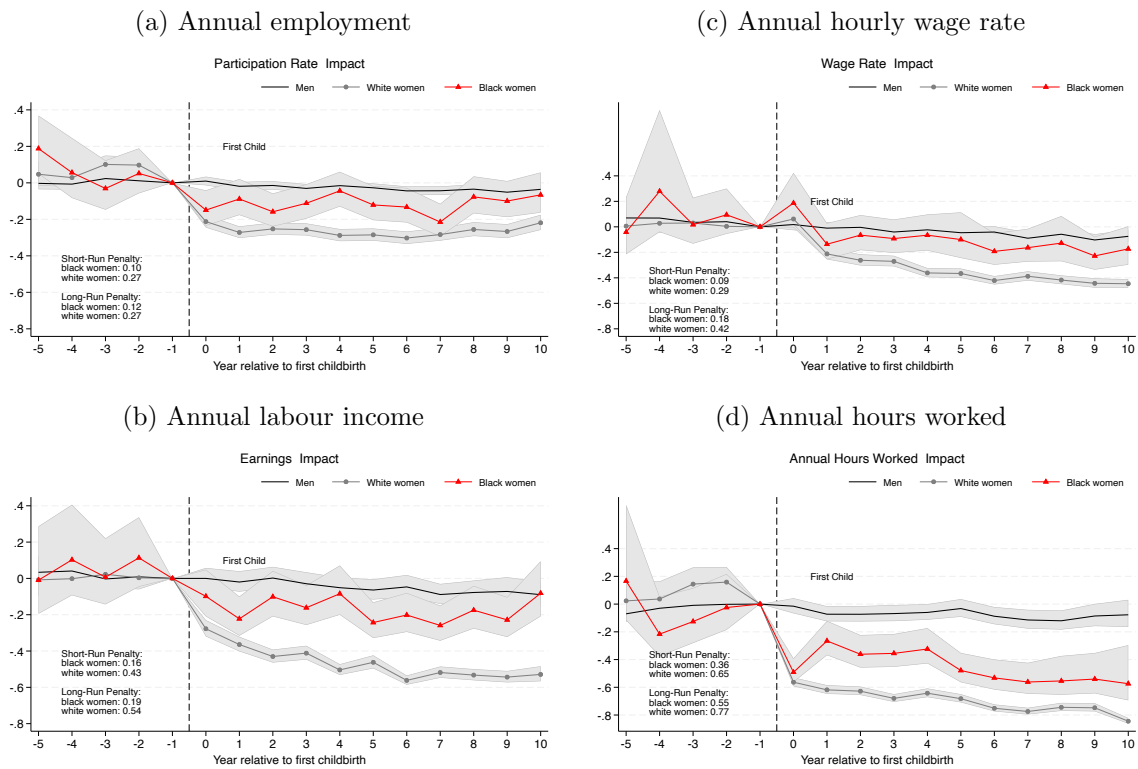 (a) Annual employment
Participation Rate Impact
Men White women Black women
.4
.2
0
-.2
-.4
-.6
-.8
First Child
Short-Run Penalty:
black women: 0.10
white women: 0.27
Long-Run Penalty:
black women: 0.12
white women: 0.27
-5 -4 -3 -2 -1 0 1 2 3 4 5 6 7 8 9 10
Year relative to first childbirth
(c) Annual hourly wage rate
Wage Rate Impact
Men White women Black women
.4
.2
0
-.2
-.4
-.6
-.8
First Child
Short-Run Penalty:
black women: 0.09
white women: 0.29
Long-Run Penalty:
black women: 0.18
white women: 0.42
-5 -4 -3 -2 -1 0 1 2 3 4 5 6 7 8 9 10
Year relative to first childbirth
(b) Annual labour income
Earnings Impact
Men White women Black women
.4
.2
0
-.2
-.4
-.6
-.8
First Child
Short-Run Penalty:
black women: 0.16
white women: 0.43
Long-Run Penalty:
black women: 0.19
white women: 0.54
-5 -4 -3 -2 -1 0 1 2 3 4 5 6 7 8 9 10
Year relative to first childbirth
(d) Annual hours worked
Annual Hours Worked Impact
Men White women Black women
.4
.2
0
-.2
-.4
-.6
-.8
First Child
Short-Run Penalty:
black women: 0.36
white women: 0.65
Long-Run Penalty:
black women: 0.55
white women: 0.77
-5 -4 -3 -2 -1 0 1 2 3 4 5 6 7 8 9 10
Year relative to first childbirth